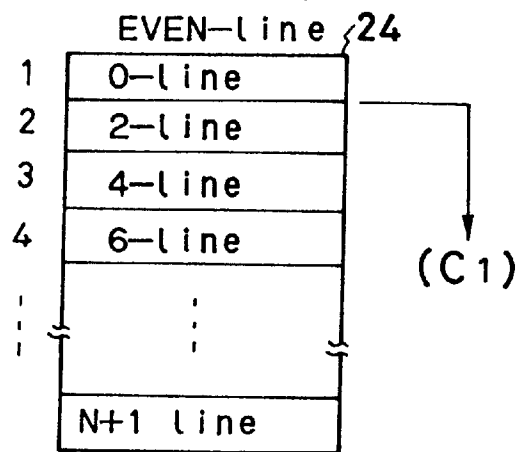 EVEN-line 24
1 0-line
2 2-line
3 4-line
4 6-line
(C1)
N+1 line